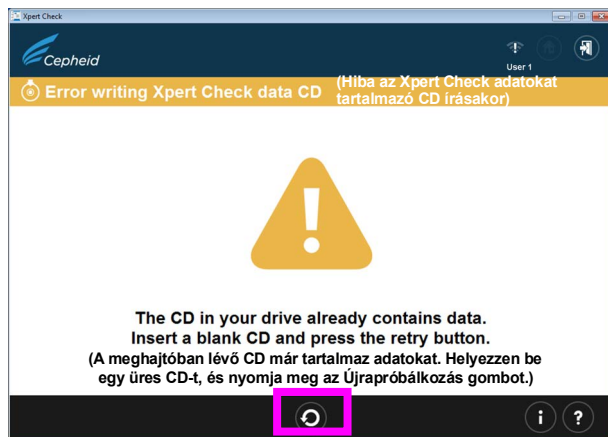 Xpert Check
Cepheid
User 1
Error writing Xpert Check data CD
(Hiba az Xpert Check adatokat
tartalmazó CD írásakor)
The CD in your drive already contains data.
Insert a blank CD and press the retry button.
(A meghajtóban lévő CD már tartalmaz adatokat. Helyezzen be
egy üres CD-t, és nyomja meg az Újrapróbálkozás gombot.)
i
?